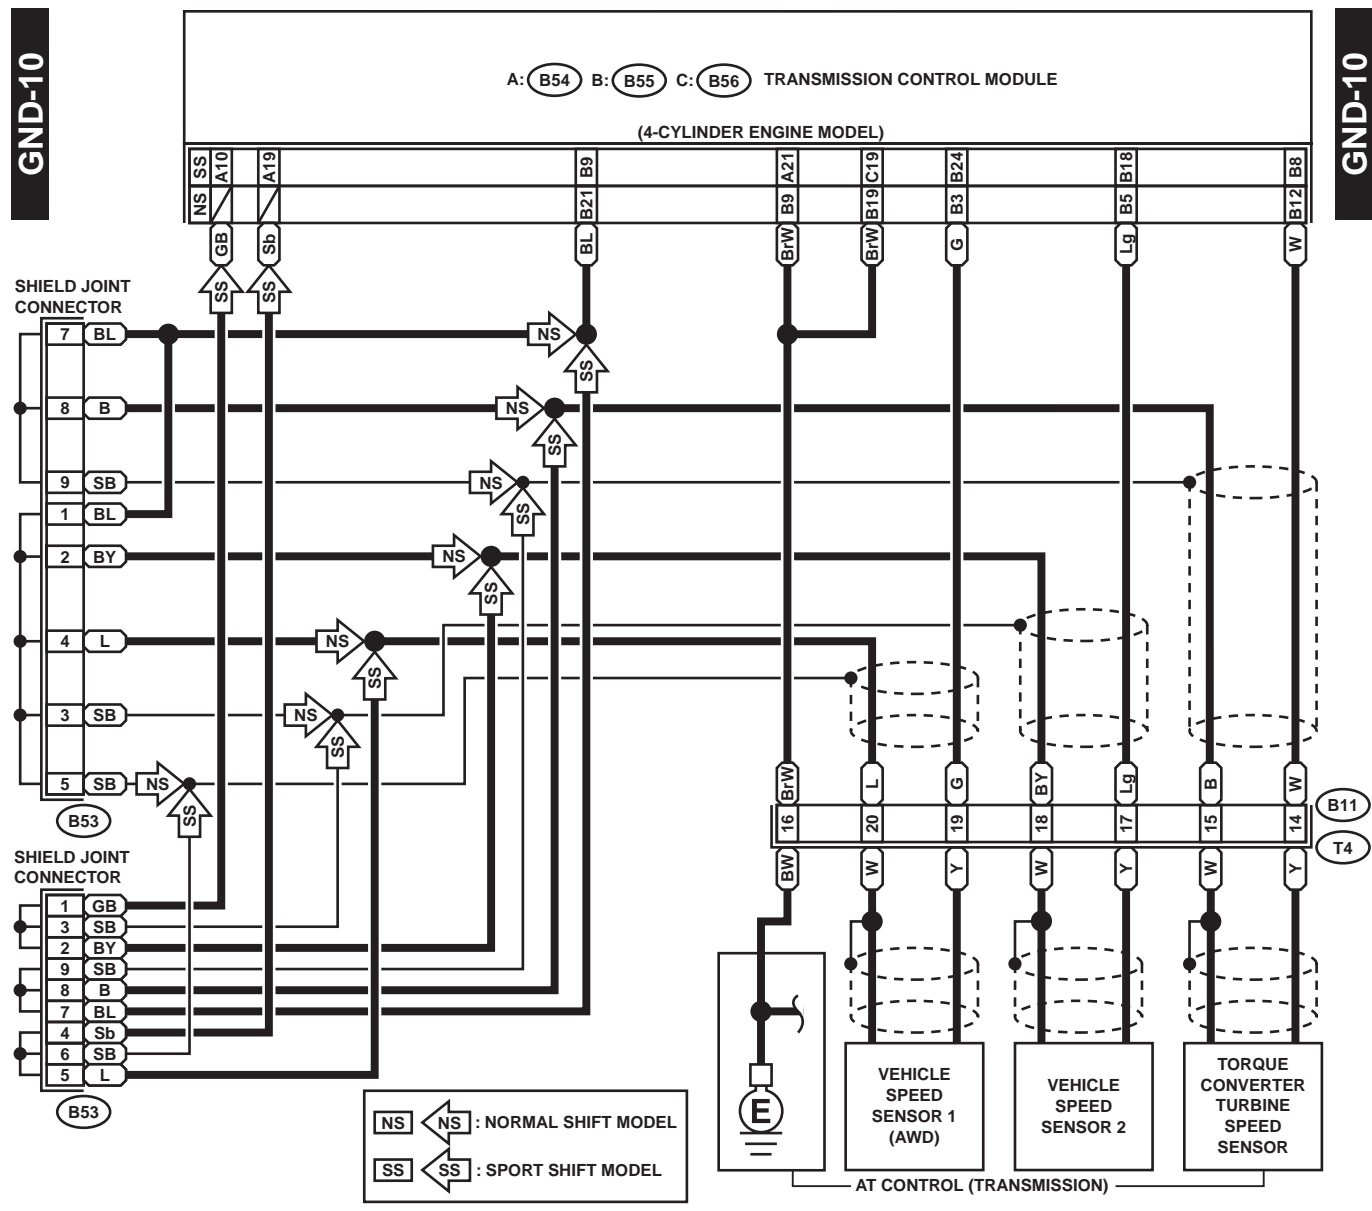 GND-10
GND-10
A: B54 B: B55 C: B56 TRANSMISSION CONTROL MODULE
(4-CYLINDER ENGINE MODEL)
SS A10 A19 B9 A21 C19 B24 B18 B8
NS B21 B9 B19 B3 B5 B12
GB Sb BL BrW BrW G Lg W
SS SS
SHIELD JOINT
CONNECTOR
7 BL NS
SS
8 B NS
SS
9 SB NS
1 BL SS
2 BY NS
SS
4 L NS
SS
3 SB NS
SS
5 SB NS
SS
B53
BrW L G BY Lg B W
16 20 19 18 17 15 14
B11
T4
BW W Y W Y W Y
SHIELD JOINT
CONNECTOR
1 GB
3 SB
2 BY
9 SB
8 B
7 BL
4 Sb
6 SB
5 L
B53
NS NS : NORMAL SHIFT MODEL
SS SS : SPORT SHIFT MODEL
E
VEHICLE
SPEED
SENSOR 1
(AWD)
VEHICLE
SPEED
SENSOR 2
TORQUE
CONVERTER
TURBINE
SPEED
SENSOR
AT CONTROL (TRANSMISSION)